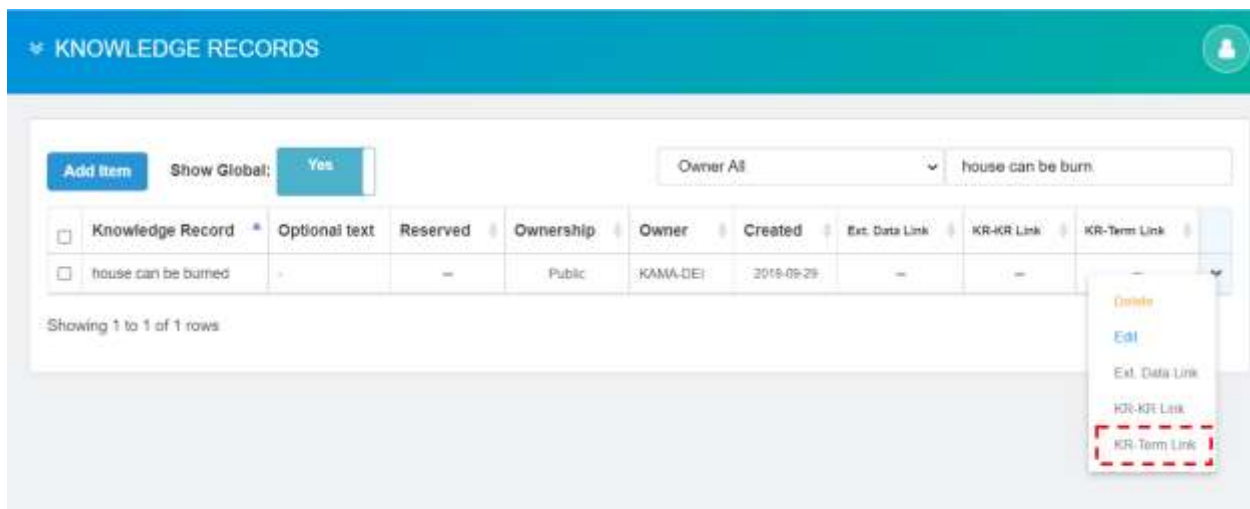 KNOWLEDGE RECORDS
Add Item Show Global: Yes Owner All house can be burn
Knowledge Record Optional text Reserved Ownership Owner Created Ext. Data Link KR-KR Link KR-Term Link
house can be burned - – Public KAMA-DEI 2019-09-29 – – –
Showing 1 to 1 of 1 rows
Delete
Edit
Ext. Data Link
KR-KR Link
KR-Term Link